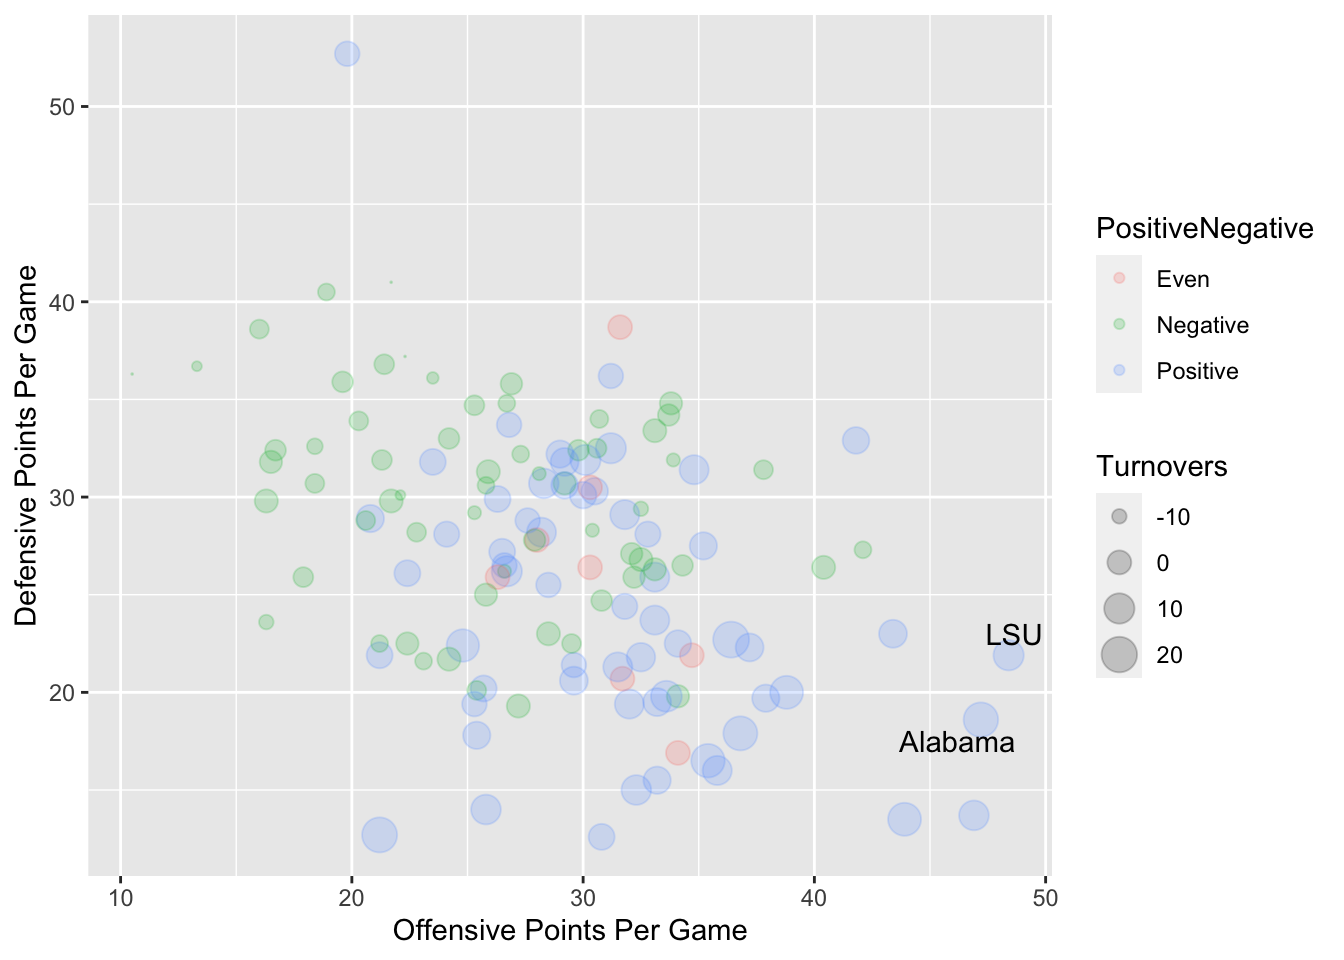 50
40
30
20
Defensive Points Per Game
LSU
Alabama
10
20
30
40
50
Offensive Points Per Game
PositiveNegative
Even
Negative
Positive
Turnovers
-10
0
10
20